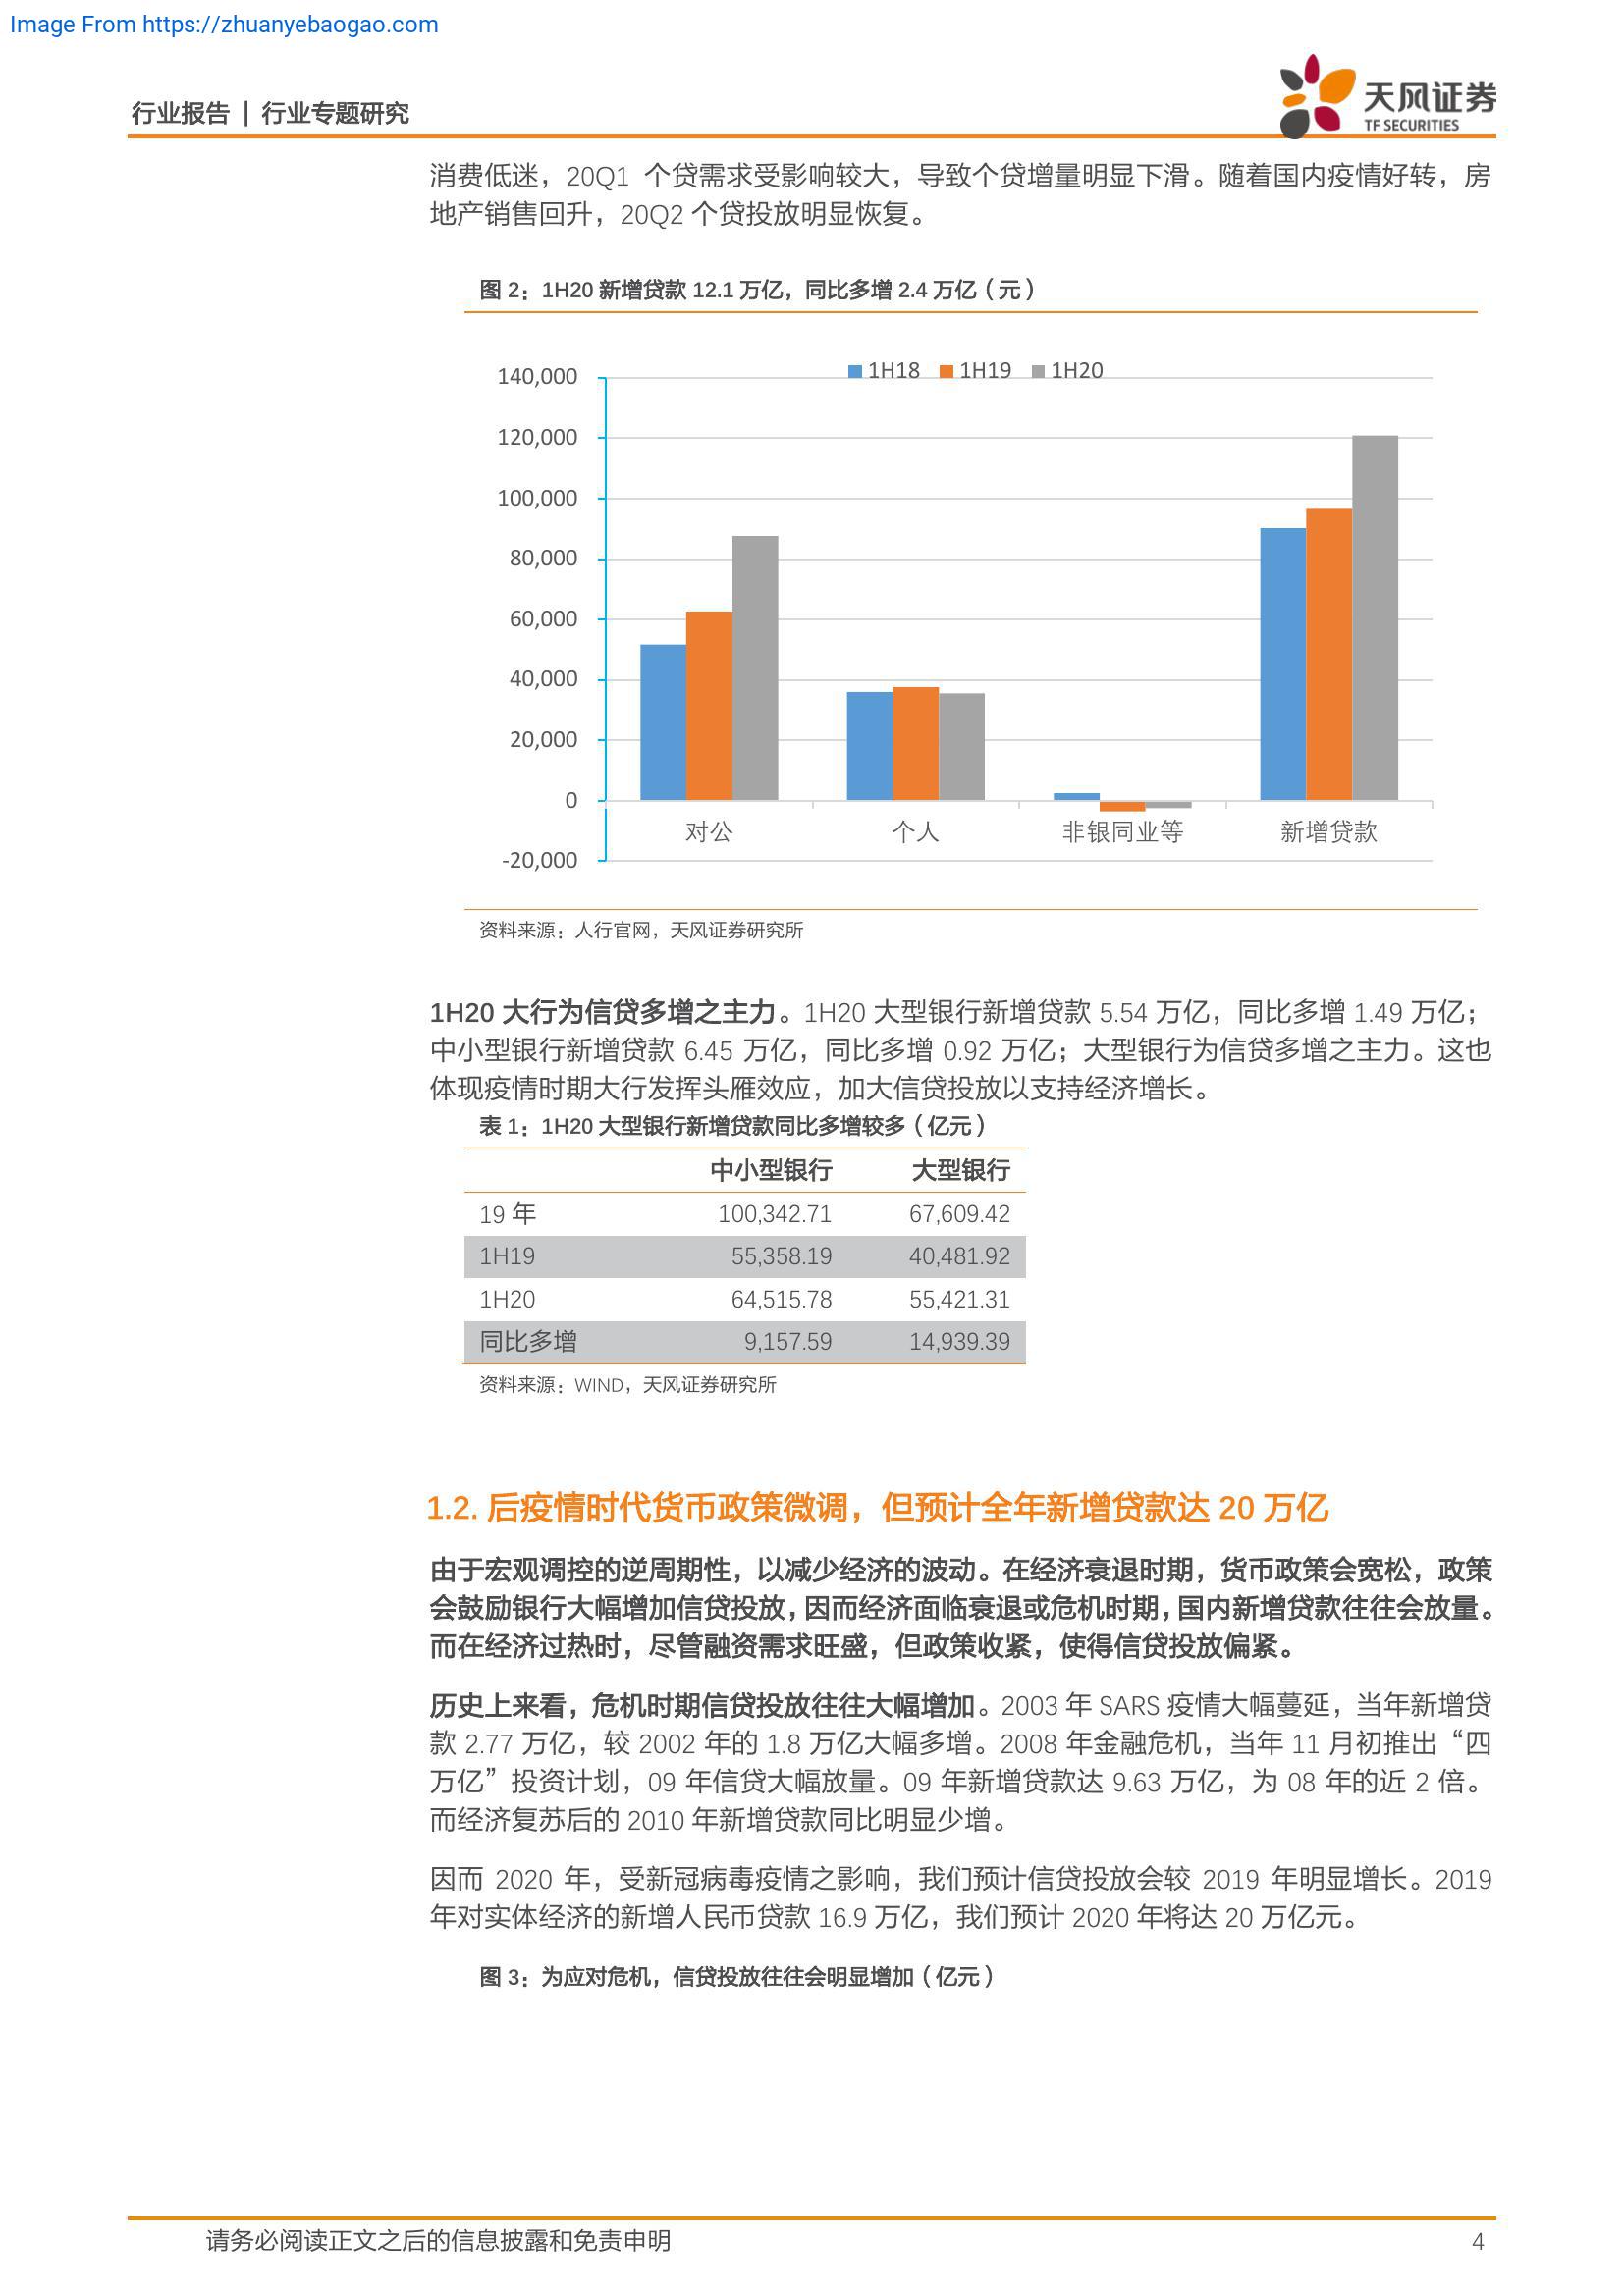 Image From https://zhuanyebaogao.com
行业报告 | 行业专题研究
天风证券
TF SECURITIES
消费低迷，20Q1 个贷需求受影响较大，导致个贷增量明显下滑。随着国内疫情好转，房
地产销售回升，20Q2 个贷投放明显恢复。
图 2：1H20 新增贷款 12.1 万亿，同比多增 2.4 万亿（元）
1H18 1H19 1H20
140,000
120,000
100,000
80,000
60,000
40,000
20,000
0
-20,000
对公 个人 非银同业等 新增贷款
资料来源：人行官网，天风证券研究所
1H20 大行为信贷多增之主力。1H20 大型银行新增贷款 5.54 万亿，同比多增 1.49 万亿；
中小型银行新增贷款 6.45 万亿，同比多增 0.92 万亿；大型银行为信贷多增之主力。这也
体现疫情时期大行发挥头雁效应，加大信贷投放以支持经济增长。
表 1：1H20 大型银行新增贷款同比多增较多（亿元）
中小型银行 大型银行
19 年 100,342.71 67,609.42
1H19 55,358.19 40,481.92
1H20 64,515.78 55,421.31
同比多增 9,157.59 14,939.39
资料来源：WIND，天风证券研究所
1.2. 后疫情时代货币政策微调，但预计全年新增贷款达 20 万亿
由于宏观调控的逆周期性，以减少经济的波动。在经济衰退时期，货币政策会宽松，政策
会鼓励银行大幅增加信贷投放，因而经济面临衰退或危机时期，国内新增贷款往往会放量。
而在经济过热时，尽管融资需求旺盛，但政策收紧，使得信贷投放偏紧。
历史上来看，危机时期信贷投放往往大幅增加。2003 年 SARS 疫情大幅蔓延，当年新增贷
款 2.77 万亿，较 2002 年的 1.8 万亿大幅多增。2008 年金融危机，当年 11 月初推出“四
万亿”投资计划，09 年信贷大幅放量。09 年新增贷款达 9.63 万亿，为 08 年的近 2 倍。
而经济复苏后的 2010 年新增贷款同比明显少增。
因而 2020 年，受新冠病毒疫情之影响，我们预计信贷投放会较 2019 年明显增长。2019
年对实体经济的新增人民币贷款 16.9 万亿，我们预计 2020 年将达 20 万亿元。
图 3：为应对危机，信贷投放往往会明显增加（亿元）
请务必阅读正文之后的信息披露和免责申明 4